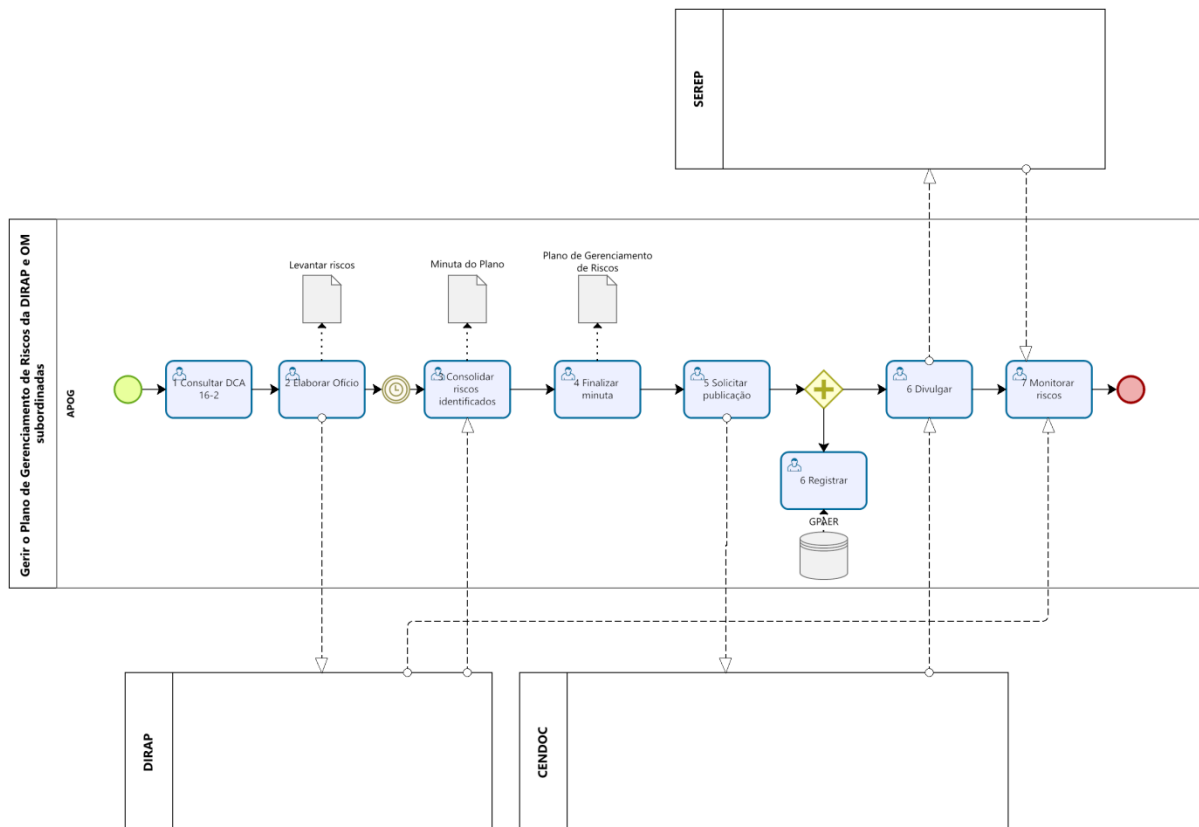 SEREP
Gerir o Plano de Gerenciamento de Riscos da DIRAP e OM
subordinadas
APOG
Levantar riscos
Minuta do Plano
Plano de Gerenciamento
de Riscos
1 Consultar DCA
16-2
2 Elaborar Ofício
3 Consolidar
riscos
identificados
4 Finalizar
minuta
5 Solicitar
publicação
6 Divulgar
7 Monitorar
riscos
6 Registrar
GPAER
DIRAP
CENDOC